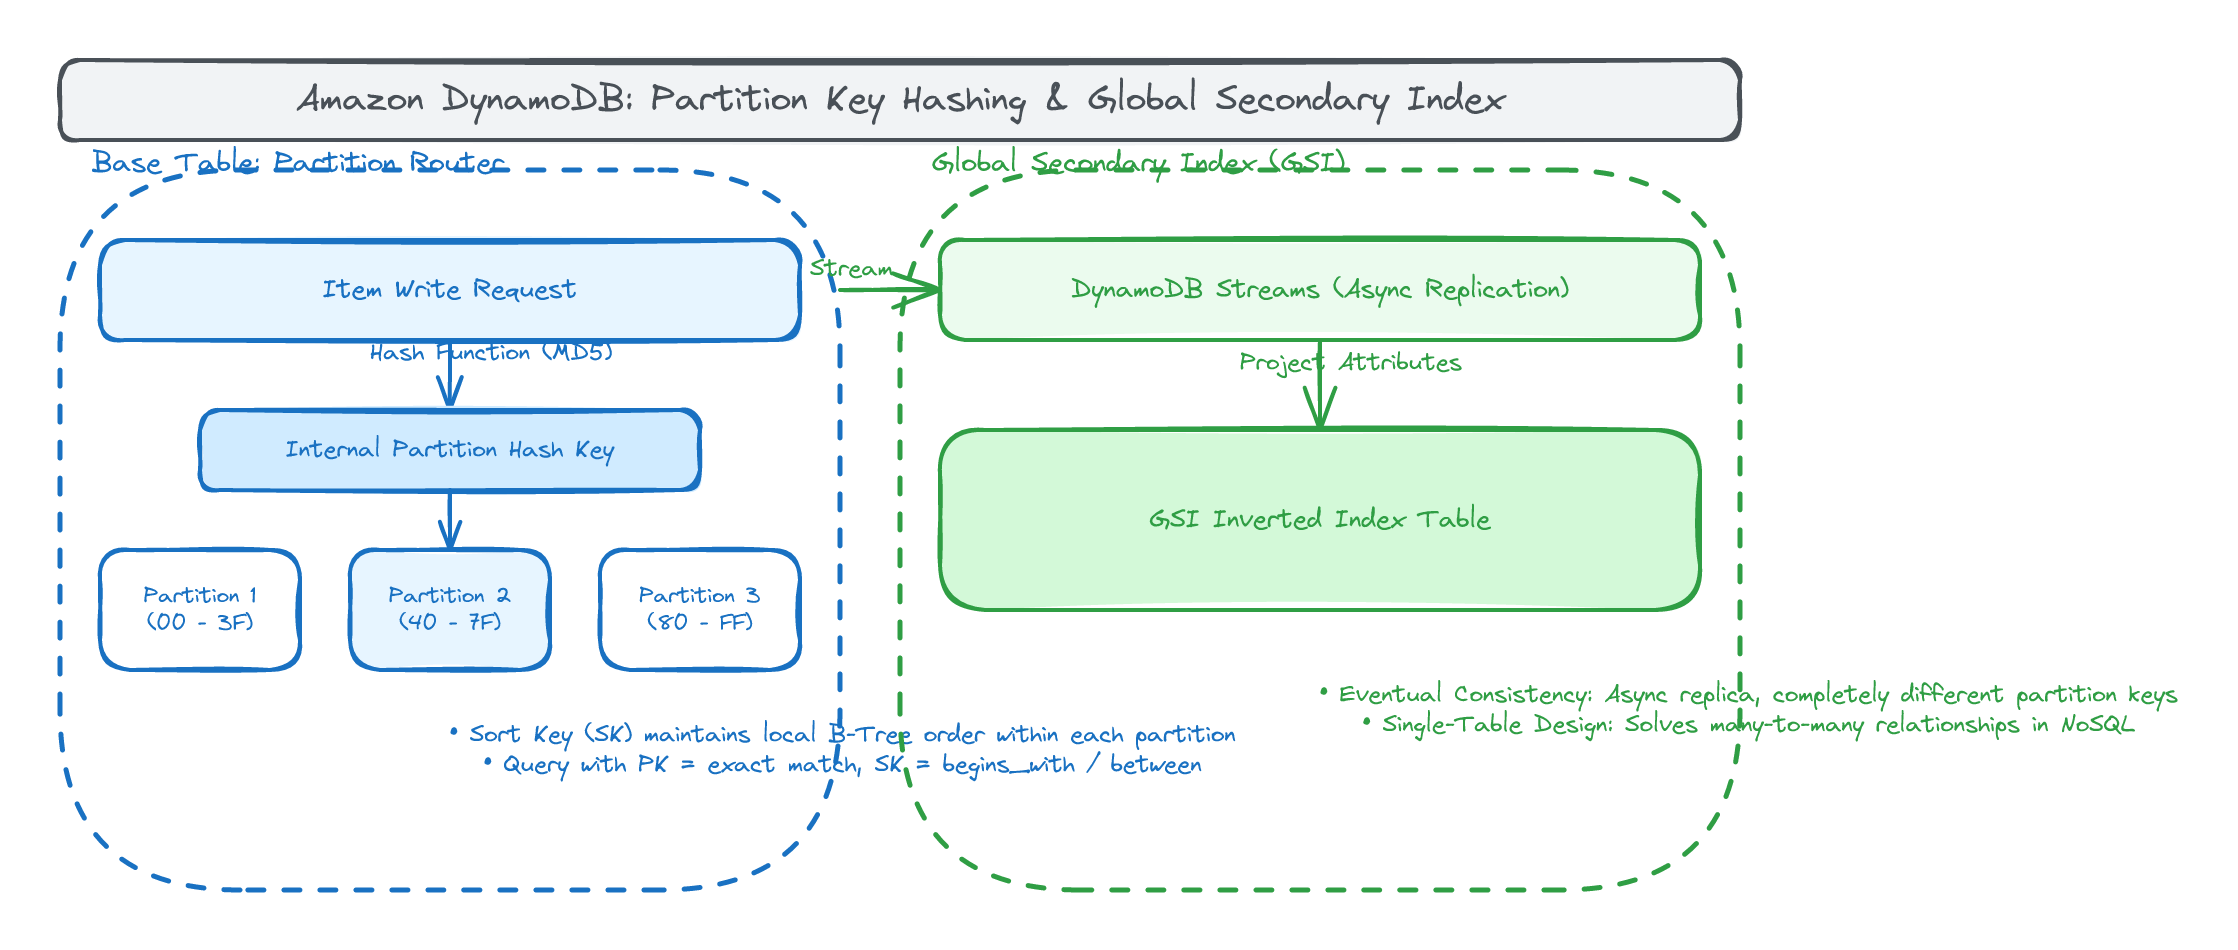 Amazon DynamoDB: Partition Key Hashing & Global Secondary Index
Base Table: Partition Router
Item Write Request
Hash Function (MD5)
Internal Partition Hash Key
Partition 1
(00 - 3F)
Partition 2
(40 - 7F)
Partition 3
(80 - FF)
• Sort Key (SK) maintains local B-Tree order within each partition
• Query with PK = exact match, SK = begins_with / between
Stream
Global Secondary Index (GSI)
DynamoDB Streams (Async Replication)
Project Attributes
GSI Inverted Index Table
• Eventual Consistency: Async replica, completely different partition keys
• Single-Table Design: Solves many-to-many relationships in NoSQL